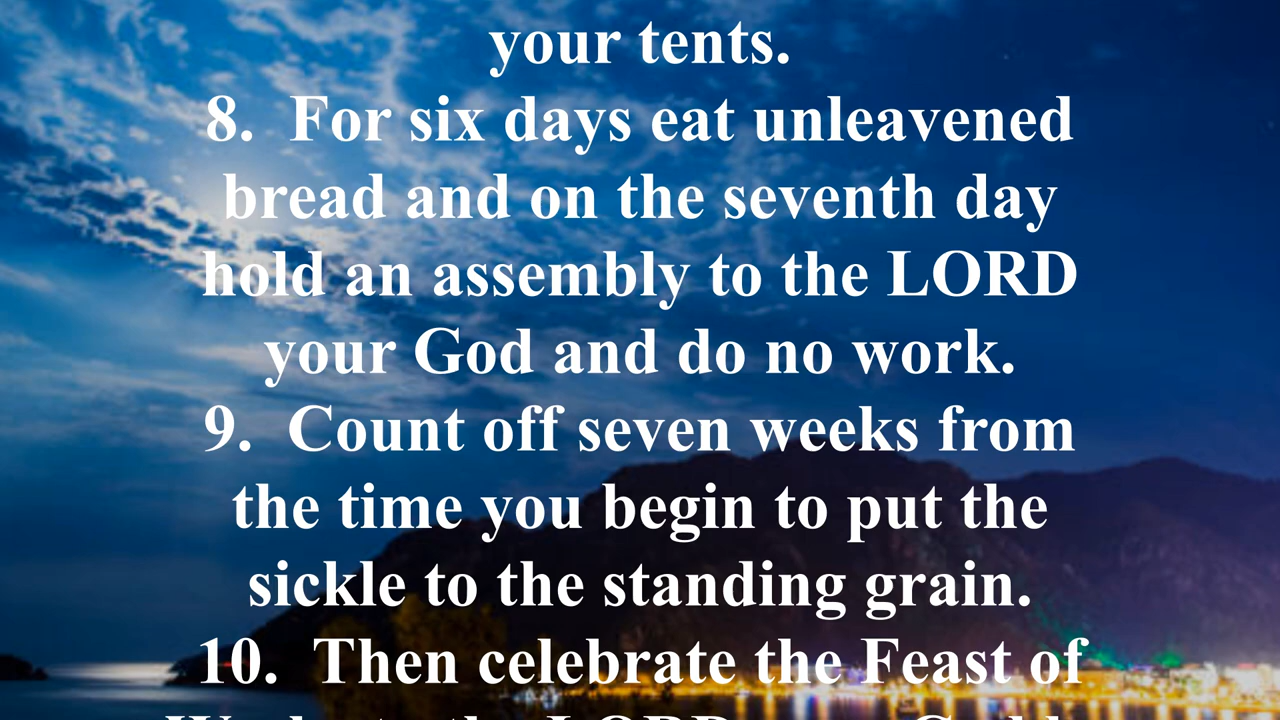 your tents.
8. For six days eat unleavened
bread and on the seventh day
hold an assembly to the LORD
your God and do no work.
9. Count off seven weeks from
the time you begin to put the
sickle to the standing grain.
10. Then celebrate the Feast of